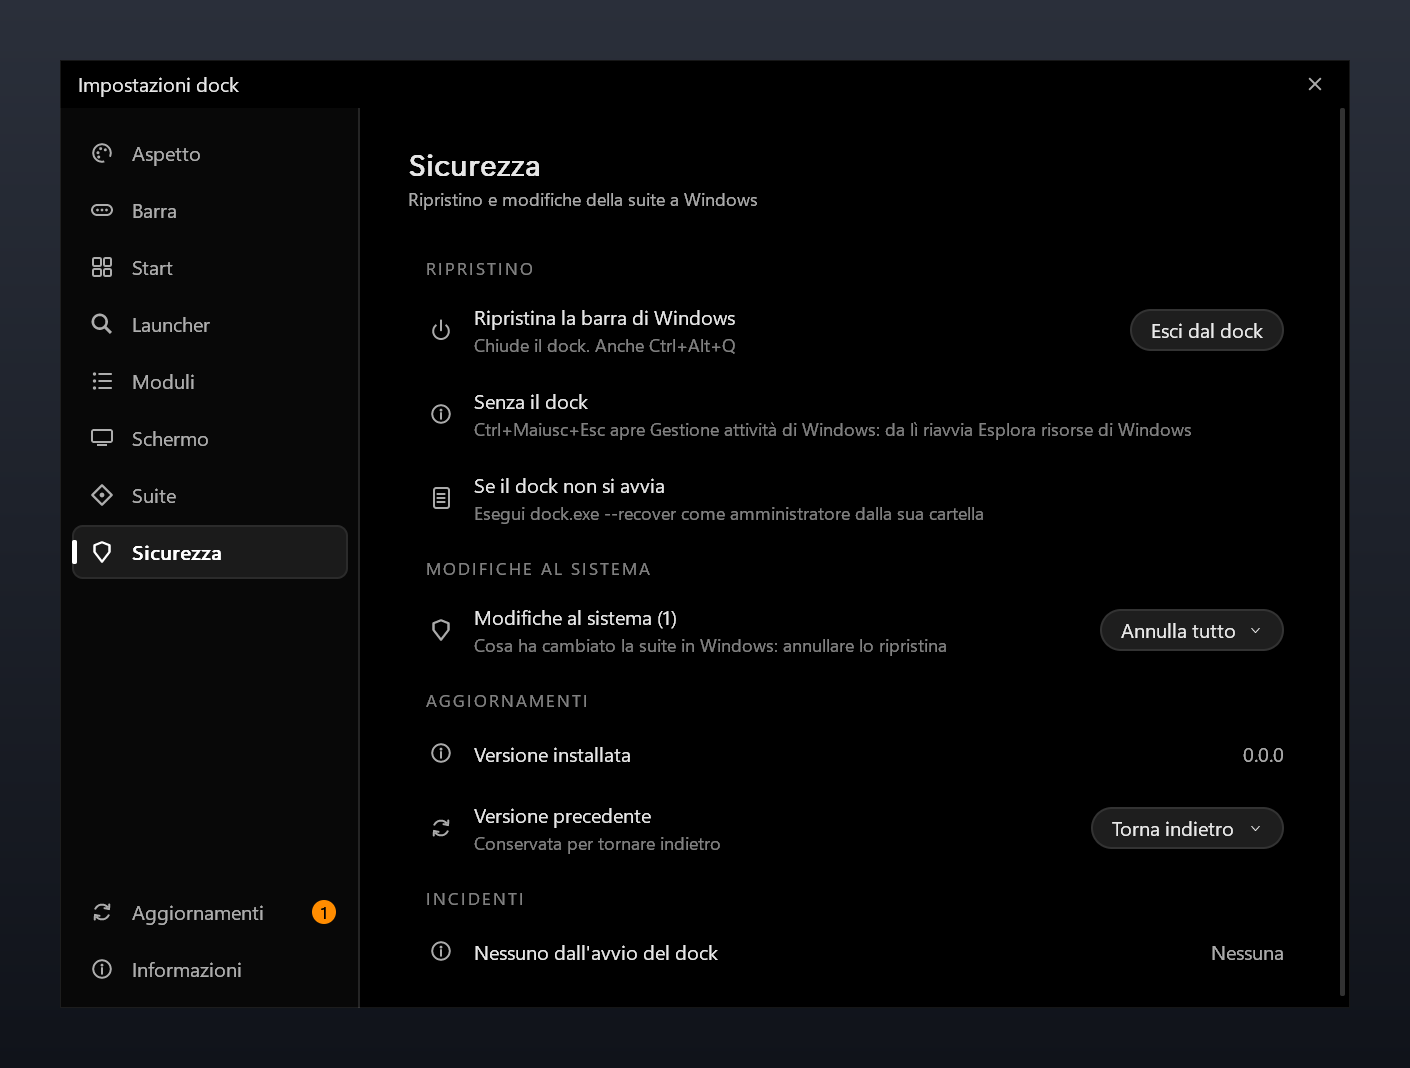 Impostazioni dock
Aspetto
Barra
Start
Launcher
Moduli
Schermo
Suite
Sicurezza
Aggiornamenti
1
Informazioni
Sicurezza
Ripristino e modifiche della suite a Windows
RIPRISTINO
Ripristina la barra di Windows
Chiude il dock. Anche Ctrl+Alt+Q
Esci dal dock
Senza il dock
Ctrl+Maiusc+Esc apre Gestione attività di Windows: da lì riavvia Esplora risorse di Windows
Se il dock non si avvia
Esegui dock.exe --recover come amministratore dalla sua cartella
MODIFICHE AL SISTEMA
Modifiche al sistema (1)
Cosa ha cambiato la suite in Windows: annullare lo ripristina
Annulla tutto
AGGIORNAMENTI
Versione installata
0.0.0
Versione precedente
Conservata per tornare indietro
Torna indietro
INCIDENTI
Nessuno dall'avvio del dock
Nessuna